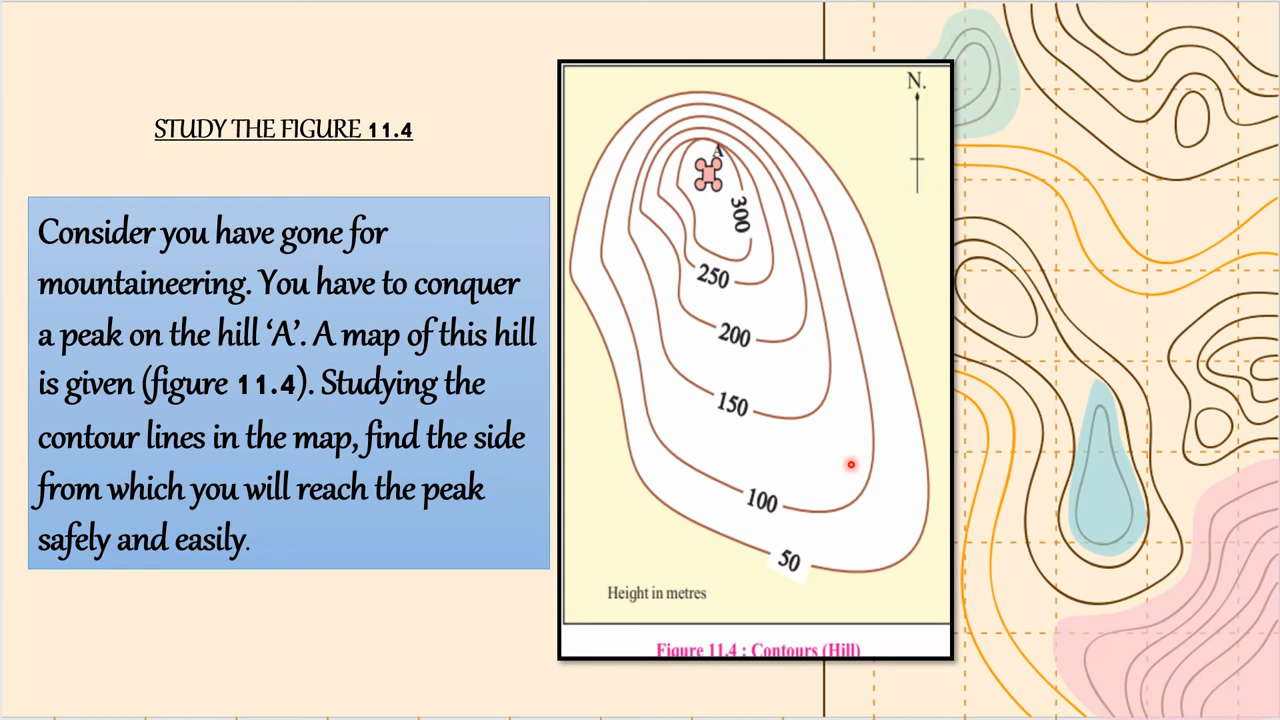 STUDY THE FIGURE 11.4
Consider you have gone for
mountaineering. You have to conquer
a peak on the hill ‘A’. A map of this hill
is given (figure 11.4). Studying the
contour lines in the map, find the side
from which you will reach the peak
safely and easily.
N.
A
300
250
200
150
100
50
Height in metres
Figure 11.4 : Contours (Hill)